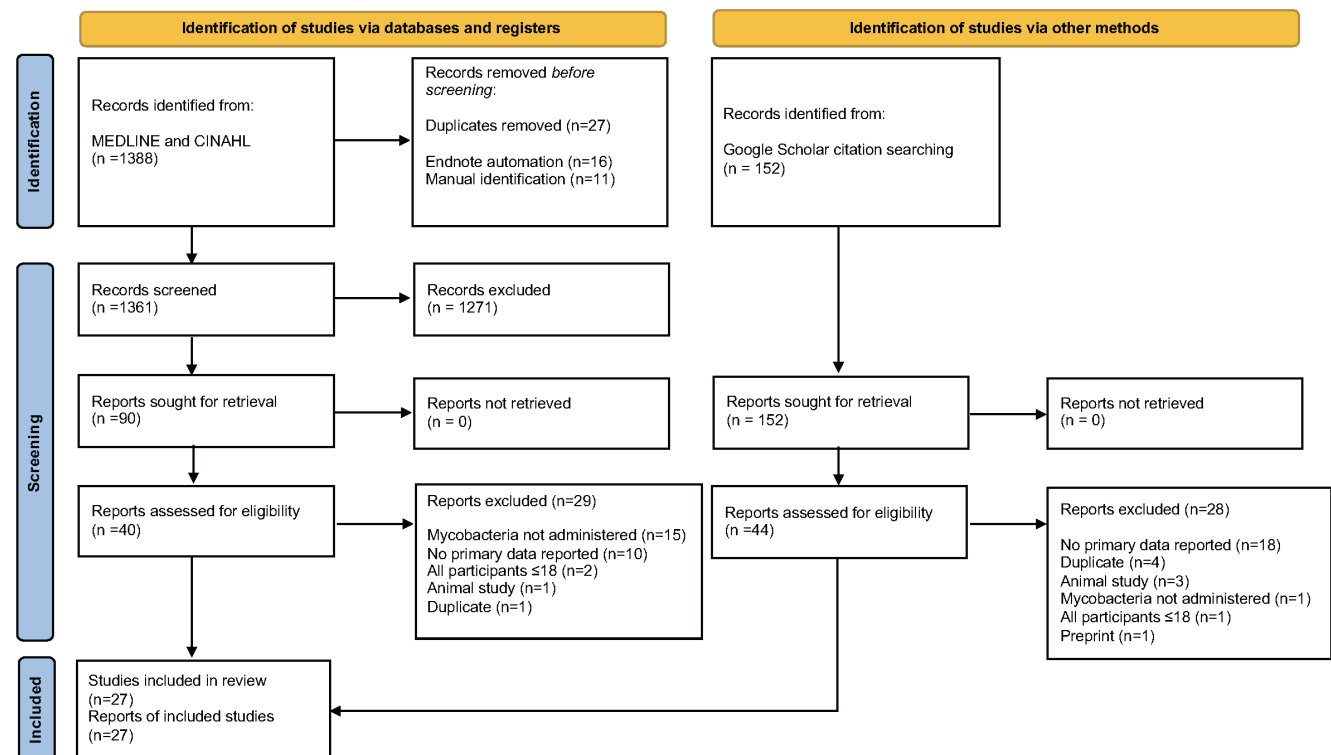 Identification of studies via databases and registers
Identification of studies via other methods
Identification
Records identified from:
MEDLINE and CINAHL
(n =1388)
Records removed before
screening:
Duplicates removed (n=27)
Endnote automation (n=16)
Manual identification (n=11)
Records identified from:
Google Scholar citation searching
(n = 152)
Screening
Records screened
(n =1361)
Records excluded
(n = 1271)
Reports sought for retrieval
(n =90)
Reports not retrieved
(n = 0)
Reports sought for retrieval
(n = 152)
Reports not retrieved
(n = 0)
Reports assessed for eligibility
(n =40)
Reports excluded (n=29)
Mycobacteria not administered (n=15)
No primary data reported (n=10)
All participants ≤18 (n=2)
Animal study (n=1)
Duplicate (n=1)
Reports assessed for eligibility
(n =44)
Reports excluded (n=28)
No primary data reported (n=18)
Duplicate (n=4)
Animal study (n=3)
Mycobacteria not administered (n=1)
All participants ≤18 (n=1)
Preprint (n=1)
Included
Studies included in review
(n=27)
Reports of included studies
(n=27)